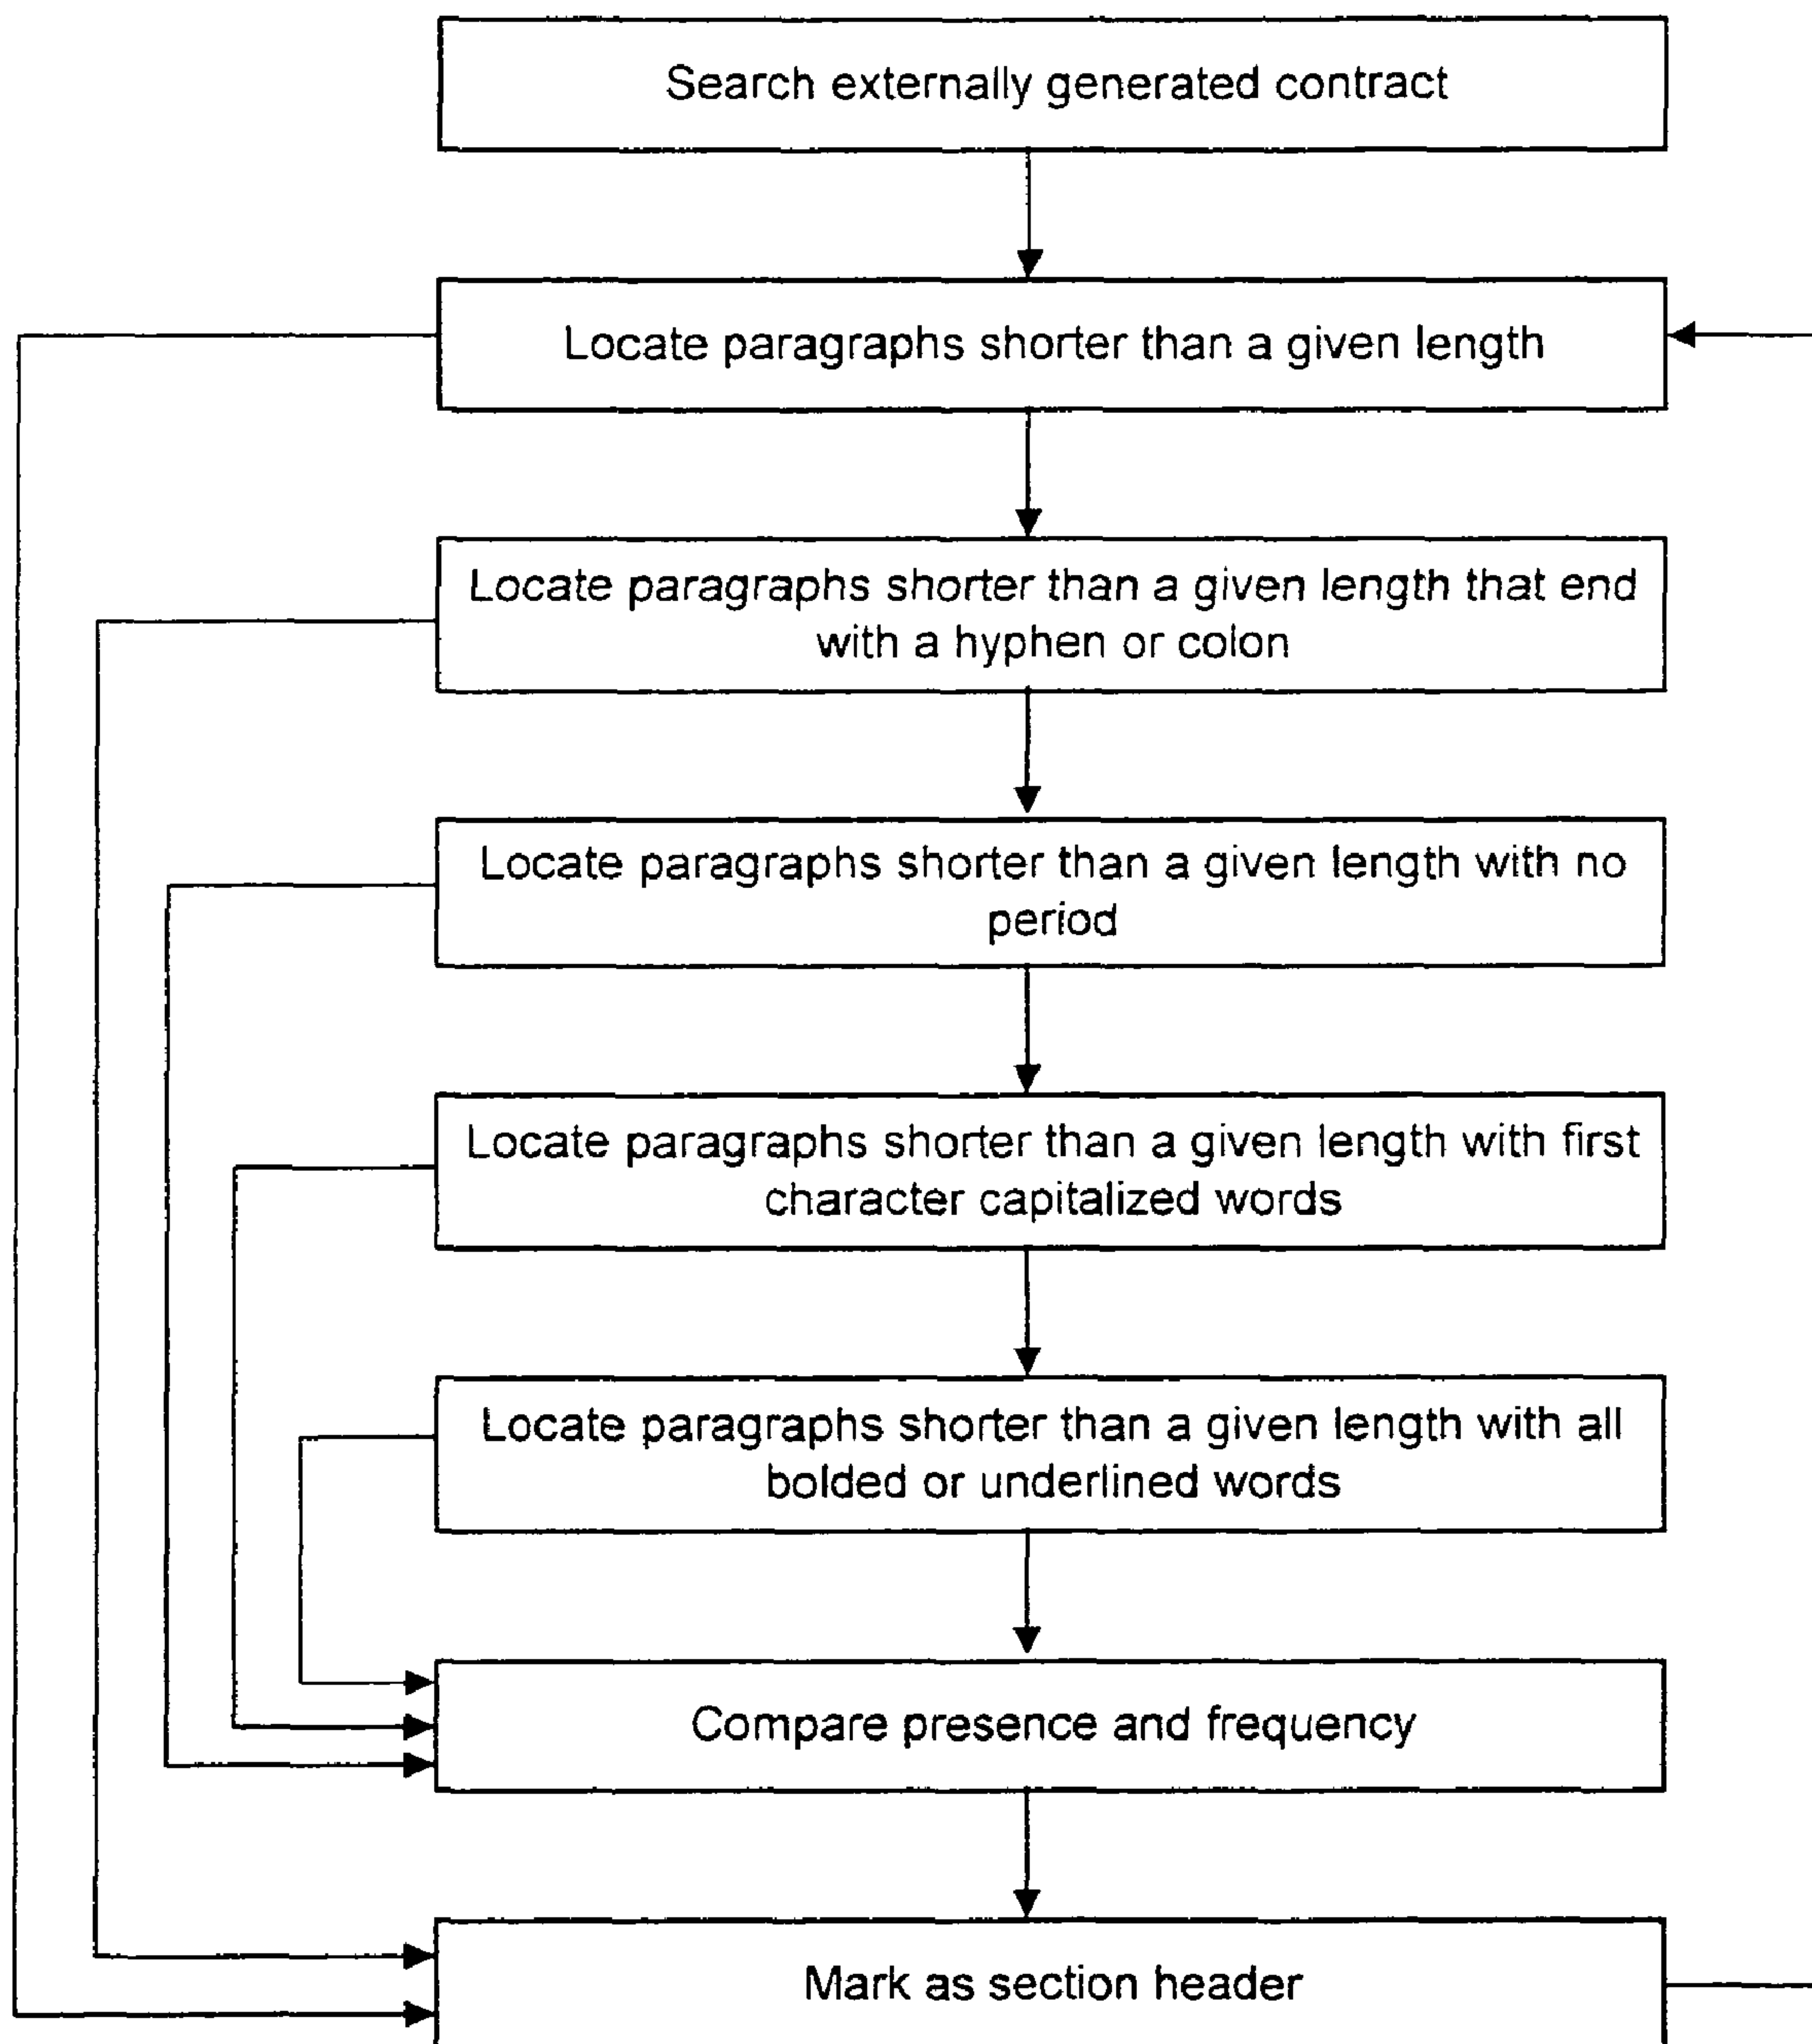 Search externally generated contract
Locate paragraphs shorter than a given length
Locate paragraphs shorter than a given length that end
with a hyphen or colon
Locate paragraphs shorter than a given length with no
period
Locate paragraphs shorter than a given length with first
character capitalized words
Locate paragraphs shorter than a given length with all
bolded or underlined words
Compare presence and frequency
Mark as section header